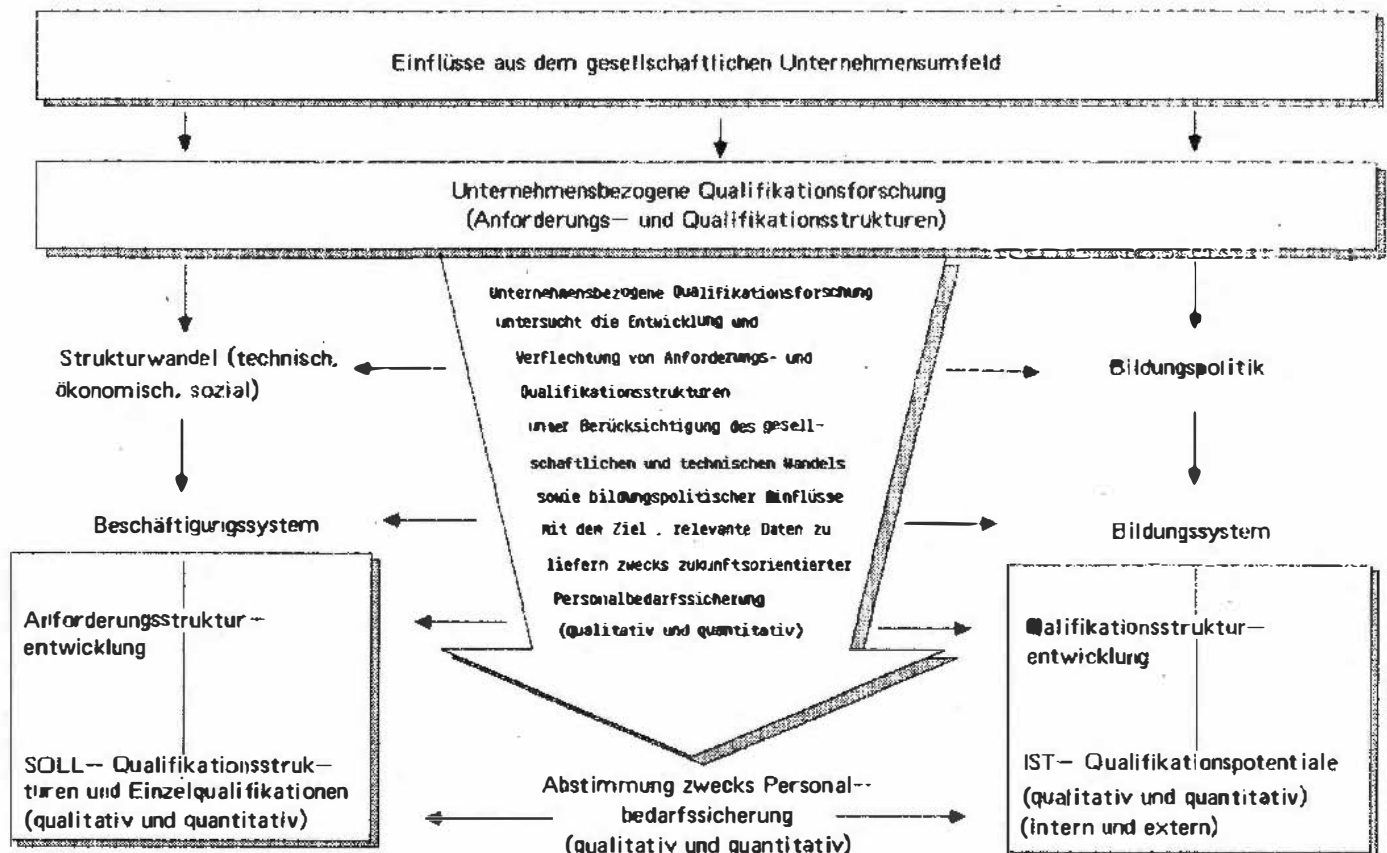 Einflüsse aus dem gesellschaftlichen Unternehmensumfeld
Unternehmensbezogene Qualifikationsforschung
(Anforderungs— und Qualifikationsstrukturen)
Unternehmensbezogene Qualifikationsforschung
untersucht die Entwicklung und
Verflechtung von Anforderungs- und
Qualifikationsstrukturen
unter Berücksichtigung des gesell-
schaftlichen und technischen Wandels
sowie bildungspolitischer Einflüsse
mit dem Ziel , relevante Daten zu
liefern zwecks zukunftsorientierter
Personalbedarfssicherung
(qualitativ und quantitativ)
Strukturwandel (technisch,
ökonomisch, sozial)
Beschäftigungssystem
Anforderungsstruktur—
entwicklung
SOLL— Qualifikationsstruk—
turen und Einzelqualifikationen
(qualitativ und quantitativ)
Bildungspolitik
Bildungssystem
Qalifikationsstruktur—
entwicklung
IST— Qualifikationspotentiale
(qualitativ und quantitativ)
(intern und extern)
Abstimmung zwecks Personal—
bedarfssicherung
(qualitativ und quantitativ)